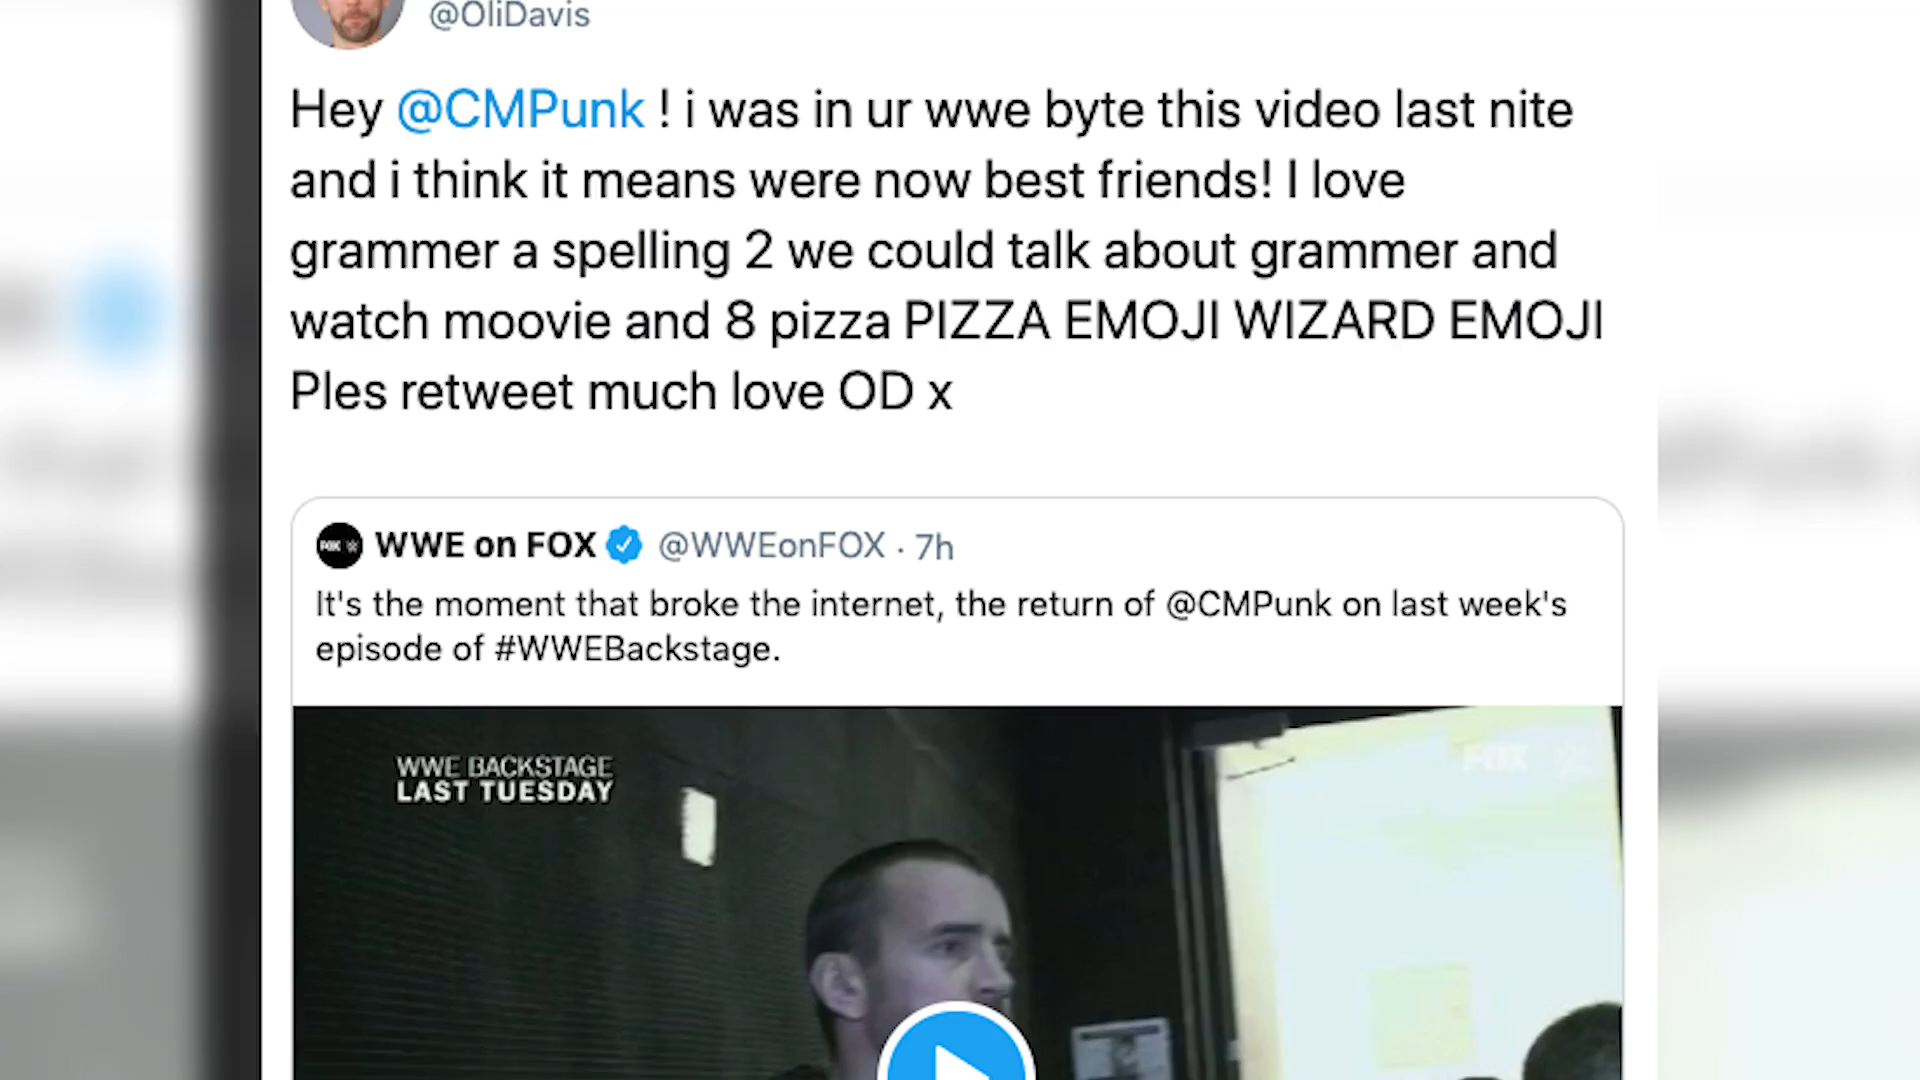 @OliDavis
Hey @CMPunk ! i was in ur wwe byte this video last nite
and i think it means were now best friends! I love
grammer a spelling 2 we could talk about grammer and
watch moovie and 8 pizza PIZZA EMOJI WIZARD EMOJI
Ples retweet much love OD x
FOX
WWE on FOX @WWEonFOX · 7h
It's the moment that broke the internet, the return of @CMPunk on last week's
episode of #WWEBackstage.
WWE BACKSTAGE
LAST TUESDAY
FOX